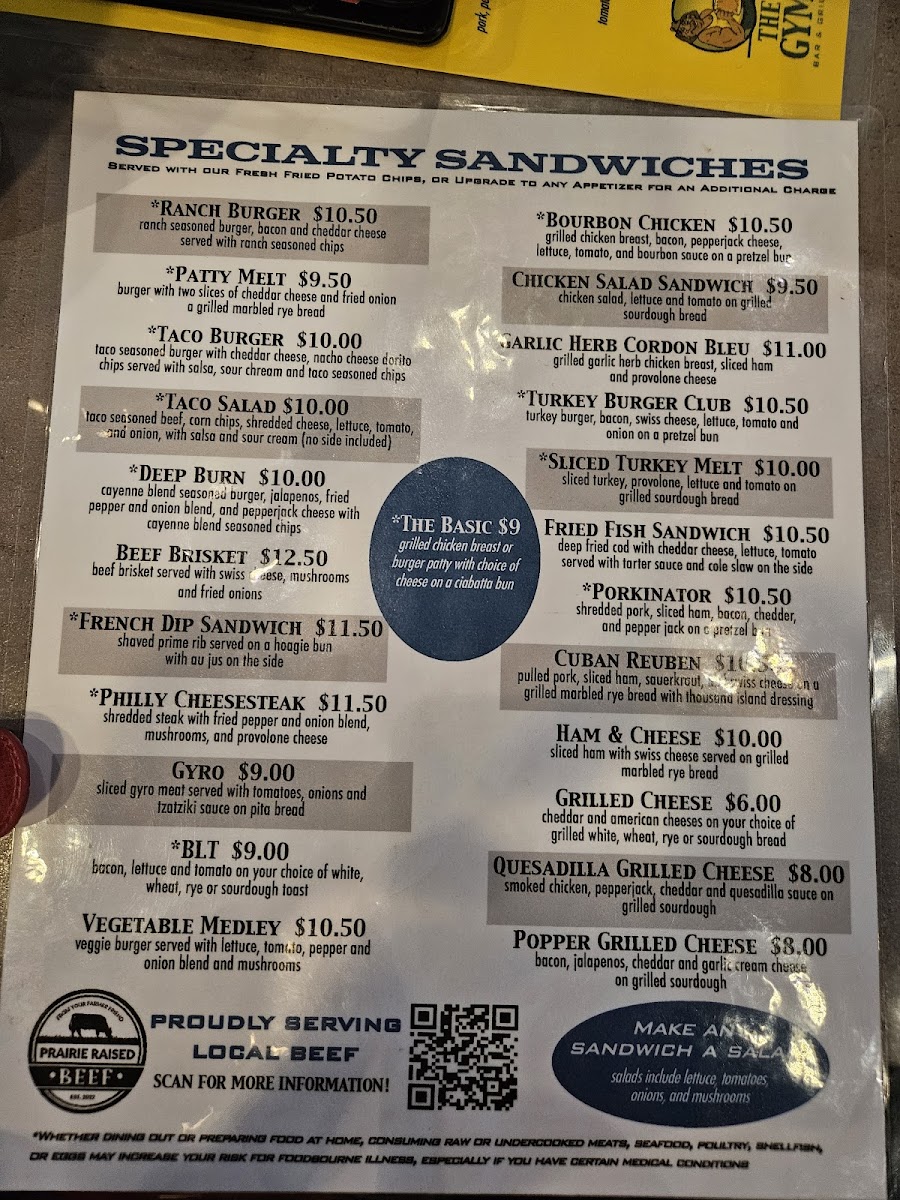 pork, p
toma
THE
GYM
BAR & GRI
SPECIALTY SANDWICHES
SERVED WITH OUR FRESH FRIED POTATO CHIPS, OR UPGRADE TO ANY APPETIZER FOR AN ADDITIONAL CHARGE
*RANCH BURGER $10.50
ranch seasoned burger, bacon and cheddar cheese
served with ranch seasoned chips
*PATTY MELT $9.50
burger with two slices of cheddar cheese and fried onion
a grilled marbled rye bread
*TACO BURGER $10.00
taco seasoned burger with cheddar cheese, nacho cheese dorito
chips served with salsa, sour chream and taco seasoned chips
*TACO SALAD $10.00
taco seasoned beef, corn chips, shredded cheese, lettuce, tomato,
and onion, with salsa and sour cream (no side included)
*DEEP BURN $10.00
cayenne blend seasoned burger, jalapenos, fried
pepper and onion blend, and pepperjack cheese with
cayenne blend seasoned chips
BEEF BRISKET $12.50
beef brisket served with swiss cheese, mushrooms
and fried onions
*FRENCH DIP SANDWICH $11.50
shaved prime rib served on a hoagie bun
with au jus on the side
*PHILLY CHEESESTEAK $11.50
shredded steak with fried pepper and onion blend,
mushrooms, and provolone cheese
GYRO $9.00
sliced gyro meat served with tomatoes, onions and
tzatziki sauce on pita bread
*BLT $9.00
bacon, lettuce and tomato on your choice of white,
wheat, rye or sourdough toast
VEGETABLE MEDLEY $10.50
veggie burger served with lettuce, tomato, pepper and
onion blend and mushrooms
*THE BASIC $9
grilled chicken breast or
burger patty with choice of
cheese on a ciabatta bun
*BOURBON CHICKEN $10.50
grilled chicken breast, bacon, pepperjack cheese,
lettuce, tomato, and bourbon sauce on a pretzel bun
CHICKEN SALAD SANDWICH $9.50
chicken salad, lettuce and tomato on grilled
sourdough bread
GARLIC HERB CORDON BLEU $11.00
grilled garlic herb chicken breast, sliced ham
and provolone cheese
*TURKEY BURGER CLUB $10.50
turkey burger, bacon, swiss cheese, lettuce, tomato and
onion on a pretzel bun
*SLICED TURKEY MELT $10.00
sliced turkey, provolone, lettuce and tomato on
grilled sourdough bread
FRIED FISH SANDWICH $10.50
deep fried cod with cheddar cheese, lettuce, tomato
served with tarter sauce and cole slaw on the side
*PORKINATOR $10.50
shredded pork, sliced ham, bacon, cheddar,
and pepper jack on a pretzel bun
CUBAN REUBEN
pulled pork, sliced ham, sauerkraut, swiss cheese on a
grilled marbled rye bread with thousand island dressing
HAM & CHEESE $10.00
sliced ham with swiss cheese served on grilled
marbled rye bread
GRILLED CHEESE $6.00
cheddar and american cheeses on your choice of
grilled white, wheat, rye or sourdough bread
QUESADILLA GRILLED CHEESE $8.00
smoked chicken, pepperjack, cheddar and quesadilla sauce on
grilled sourdough
POPPER GRILLED CHEESE $8.00
bacon, jalapenos, cheddar and garlic cream cheese
on grilled sourdough
PRAIRIE RAISED
• BEEF •
PROUDLY SERVING
LOCAL BEEF
SCAN FOR MORE INFORMATION!
MAKE ANY
SANDWICH A SALAD
salads include lettuce, tomatoes,
onions, and mushrooms
*WHETHER DINING OUT OR PREPARING FOOD AT HOME, CONSUMING RAW OR UNDERCOOKED MEATS, SEAFOOD, POULTRY, SHELLFISH,
OR EGGS MAY INCREASE YOUR RISK FOR FOODBOURNE ILLNESS, ESPECIALLY IF YOU HAVE CERTAIN MEDICAL CONDITIONS